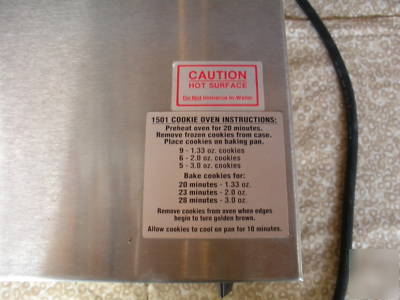 CAUTION
HOT SURFACE
Do Not Immerse In Water
1501 COOKIE OVEN INSTRUCTIONS:
Preheat oven for 20 minutes.
Remove frozen cookies from case.
Place cookies on baking pan.
9 - 1.33 oz. cookies
6 - 2.0 oz. cookies
5 - 3.0 oz. cookies
Bake cookies for:
20 minutes - 1.33 oz.
23 minutes - 2.0 oz.
28 minutes - 3.0 oz.
Remove cookies from oven when edges
begin to turn golden brown.
Allow cookies to cool on pan for 10 minutes.